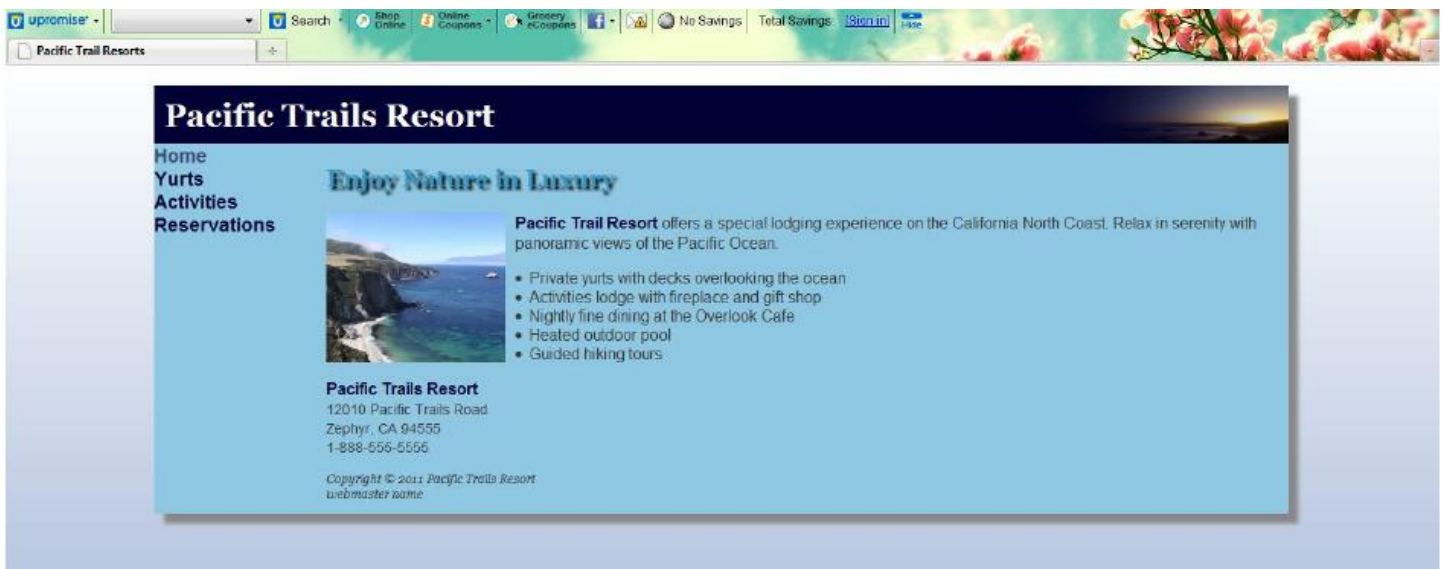 upromise
Search Shop Online Online Coupons Grocery eCoupons No Savings Total Savings: [Sign in] Hide
Pacific Trail Resorts
Pacific Trails Resort
Home
Yurts
Activities
Reservations
Enjoy Nature in Luxury
Pacific Trail Resort offers a special lodging experience on the California North Coast. Relax in serenity with
panoramic views of the Pacific Ocean.
• Private yurts with decks overlooking the ocean
• Activities lodge with fireplace and gift shop
• Nightly fine dining at the Overlook Cafe
• Heated outdoor pool
• Guided hiking tours
Pacific Trails Resort
12010 Pacific Trails Road
Zephyr, CA 94555
1-888-555-5555
Copyright © 2011 Pacific Trails Resort
webmaster name